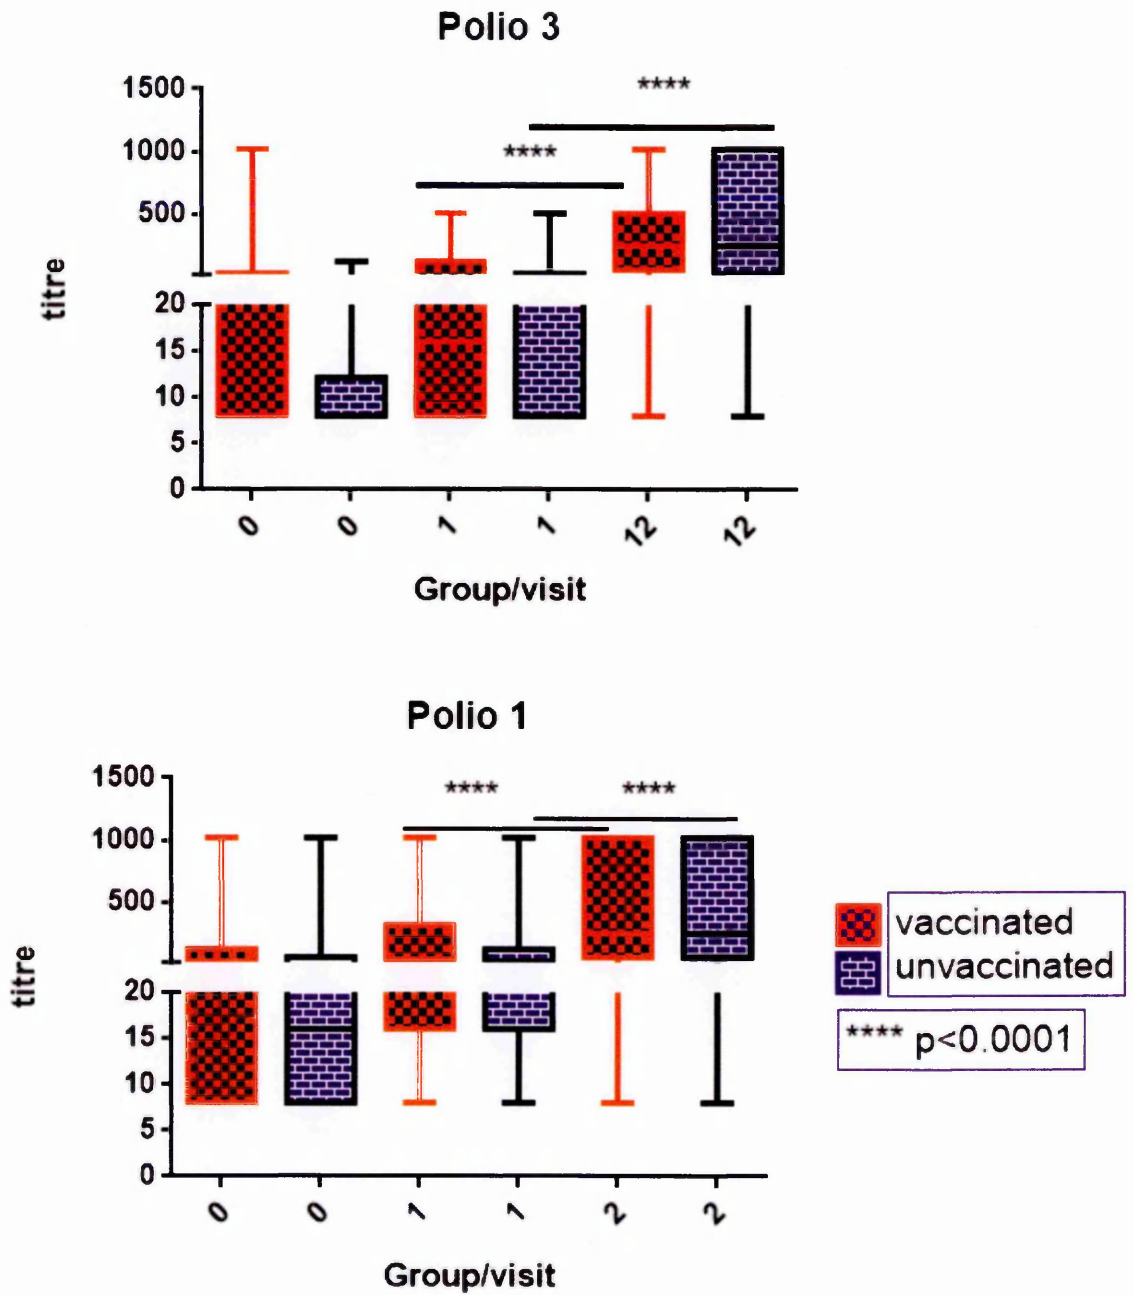 Polio 3
****
****
1500
1000
500
20
15
10
5
0
titre
0 0 1 1 12 12
Group/visit
Polio 1
**** ****
1500
1000
500
20
15
10
5
0
titre
0 0 1 1 2 2
Group/visit
vaccinated
unvaccinated
**** p<0.0001